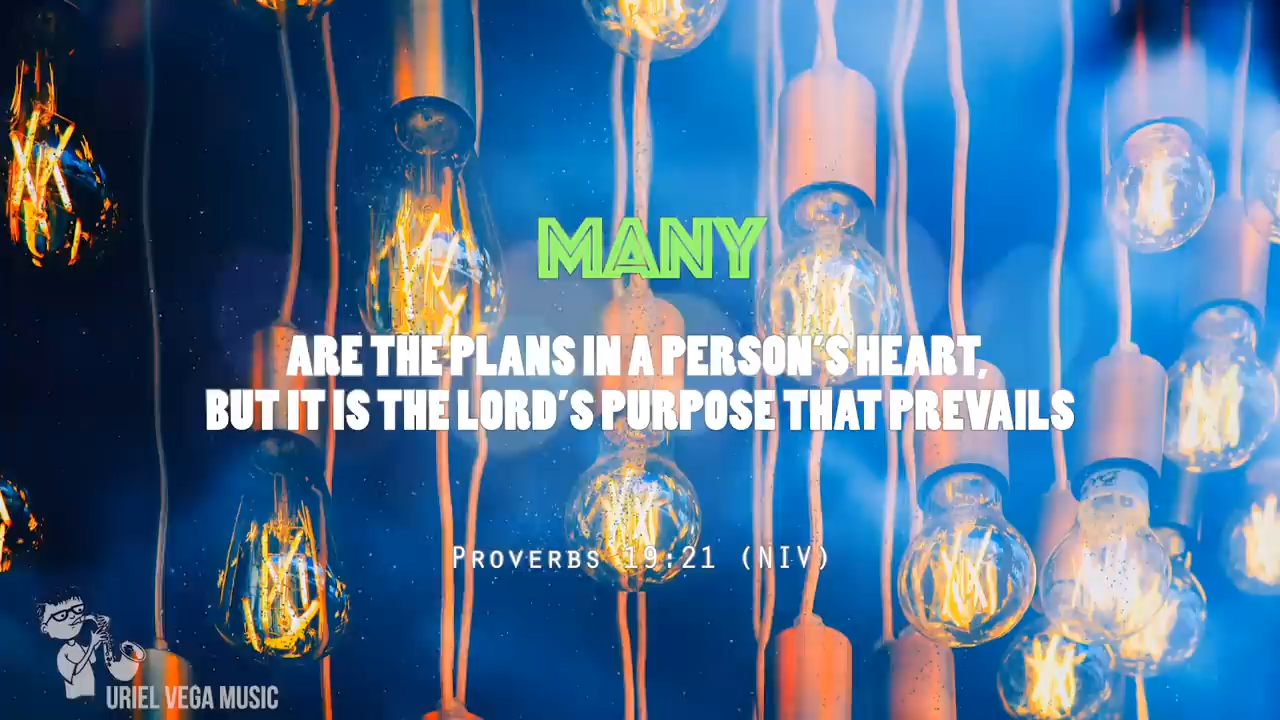 MANY
ARE THE PLANS IN A PERSON'S HEART,
BUT IT IS THE LORD'S PURPOSE THAT PREVAILS
PROVERBS 19:21 (NIV)
URIEL VEGA MUSIC